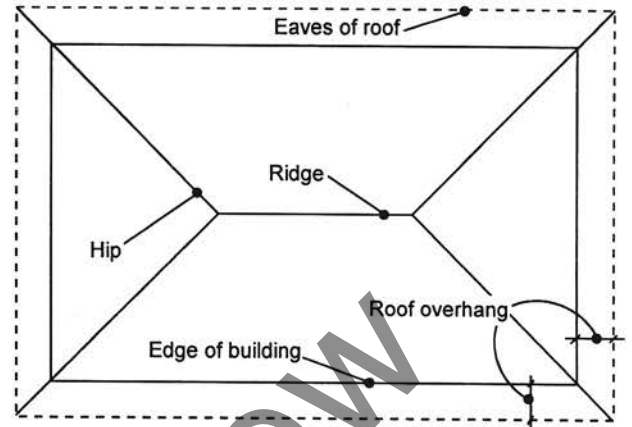 Eaves of roof
Ridge
Hip
Roof overhang
Edge of building